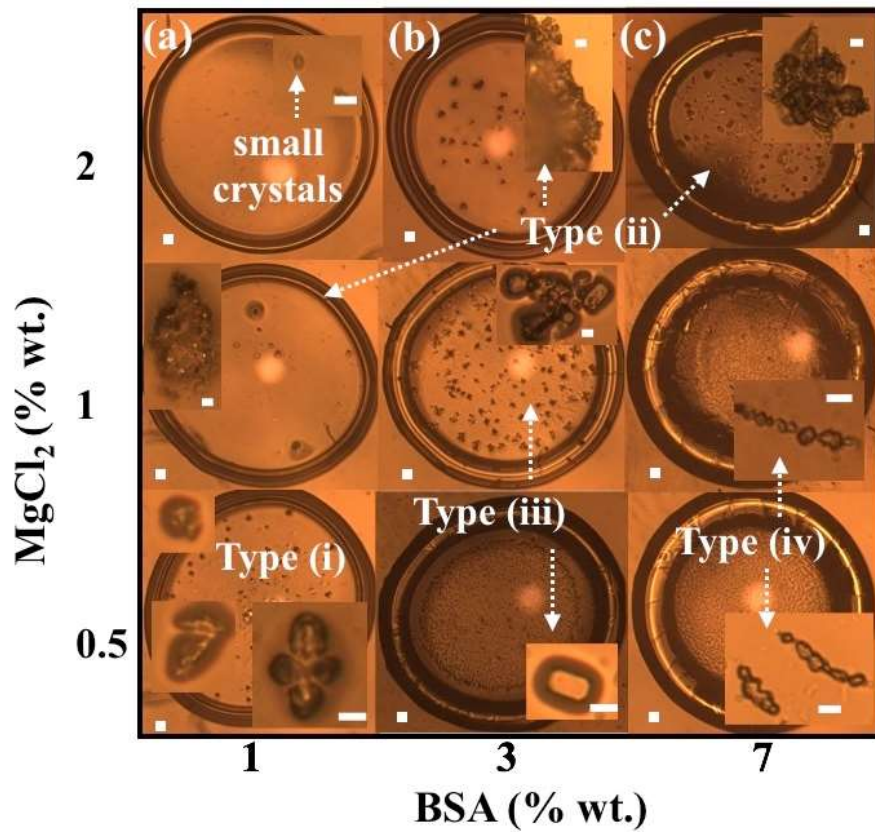 (a) (b) (c)
small
crystals
Type (ii)
2
1
0.5
MgCl₂ (% wt.)
Type (iii)
Type (i)
Type (iv)
1 3 7
BSA (% wt.)